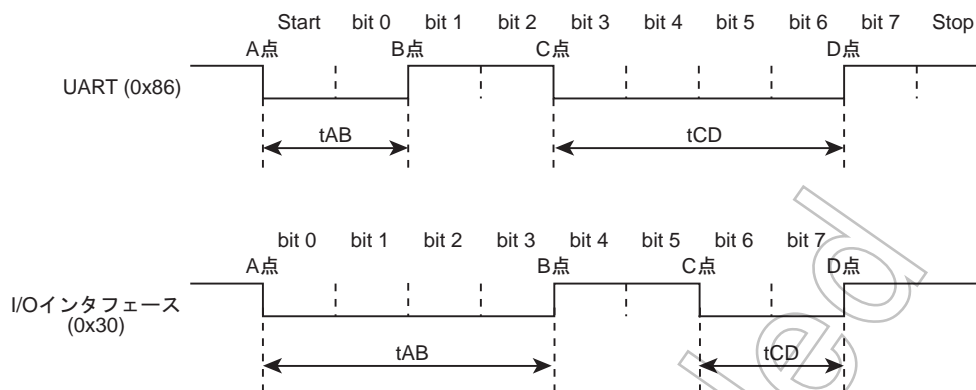 Start bit 0 bit 1 bit 2 bit 3 bit 4 bit 5 bit 6 bit 7 Stop
A点 B点 C点 D点
UART (0x86)
tAB tCD
bit 0 bit 1 bit 2 bit 3 bit 4 bit 5 bit 6 bit 7
A点 B点 C点 D点
I/Oインタフェース
(0x30)
tAB tCD
ed